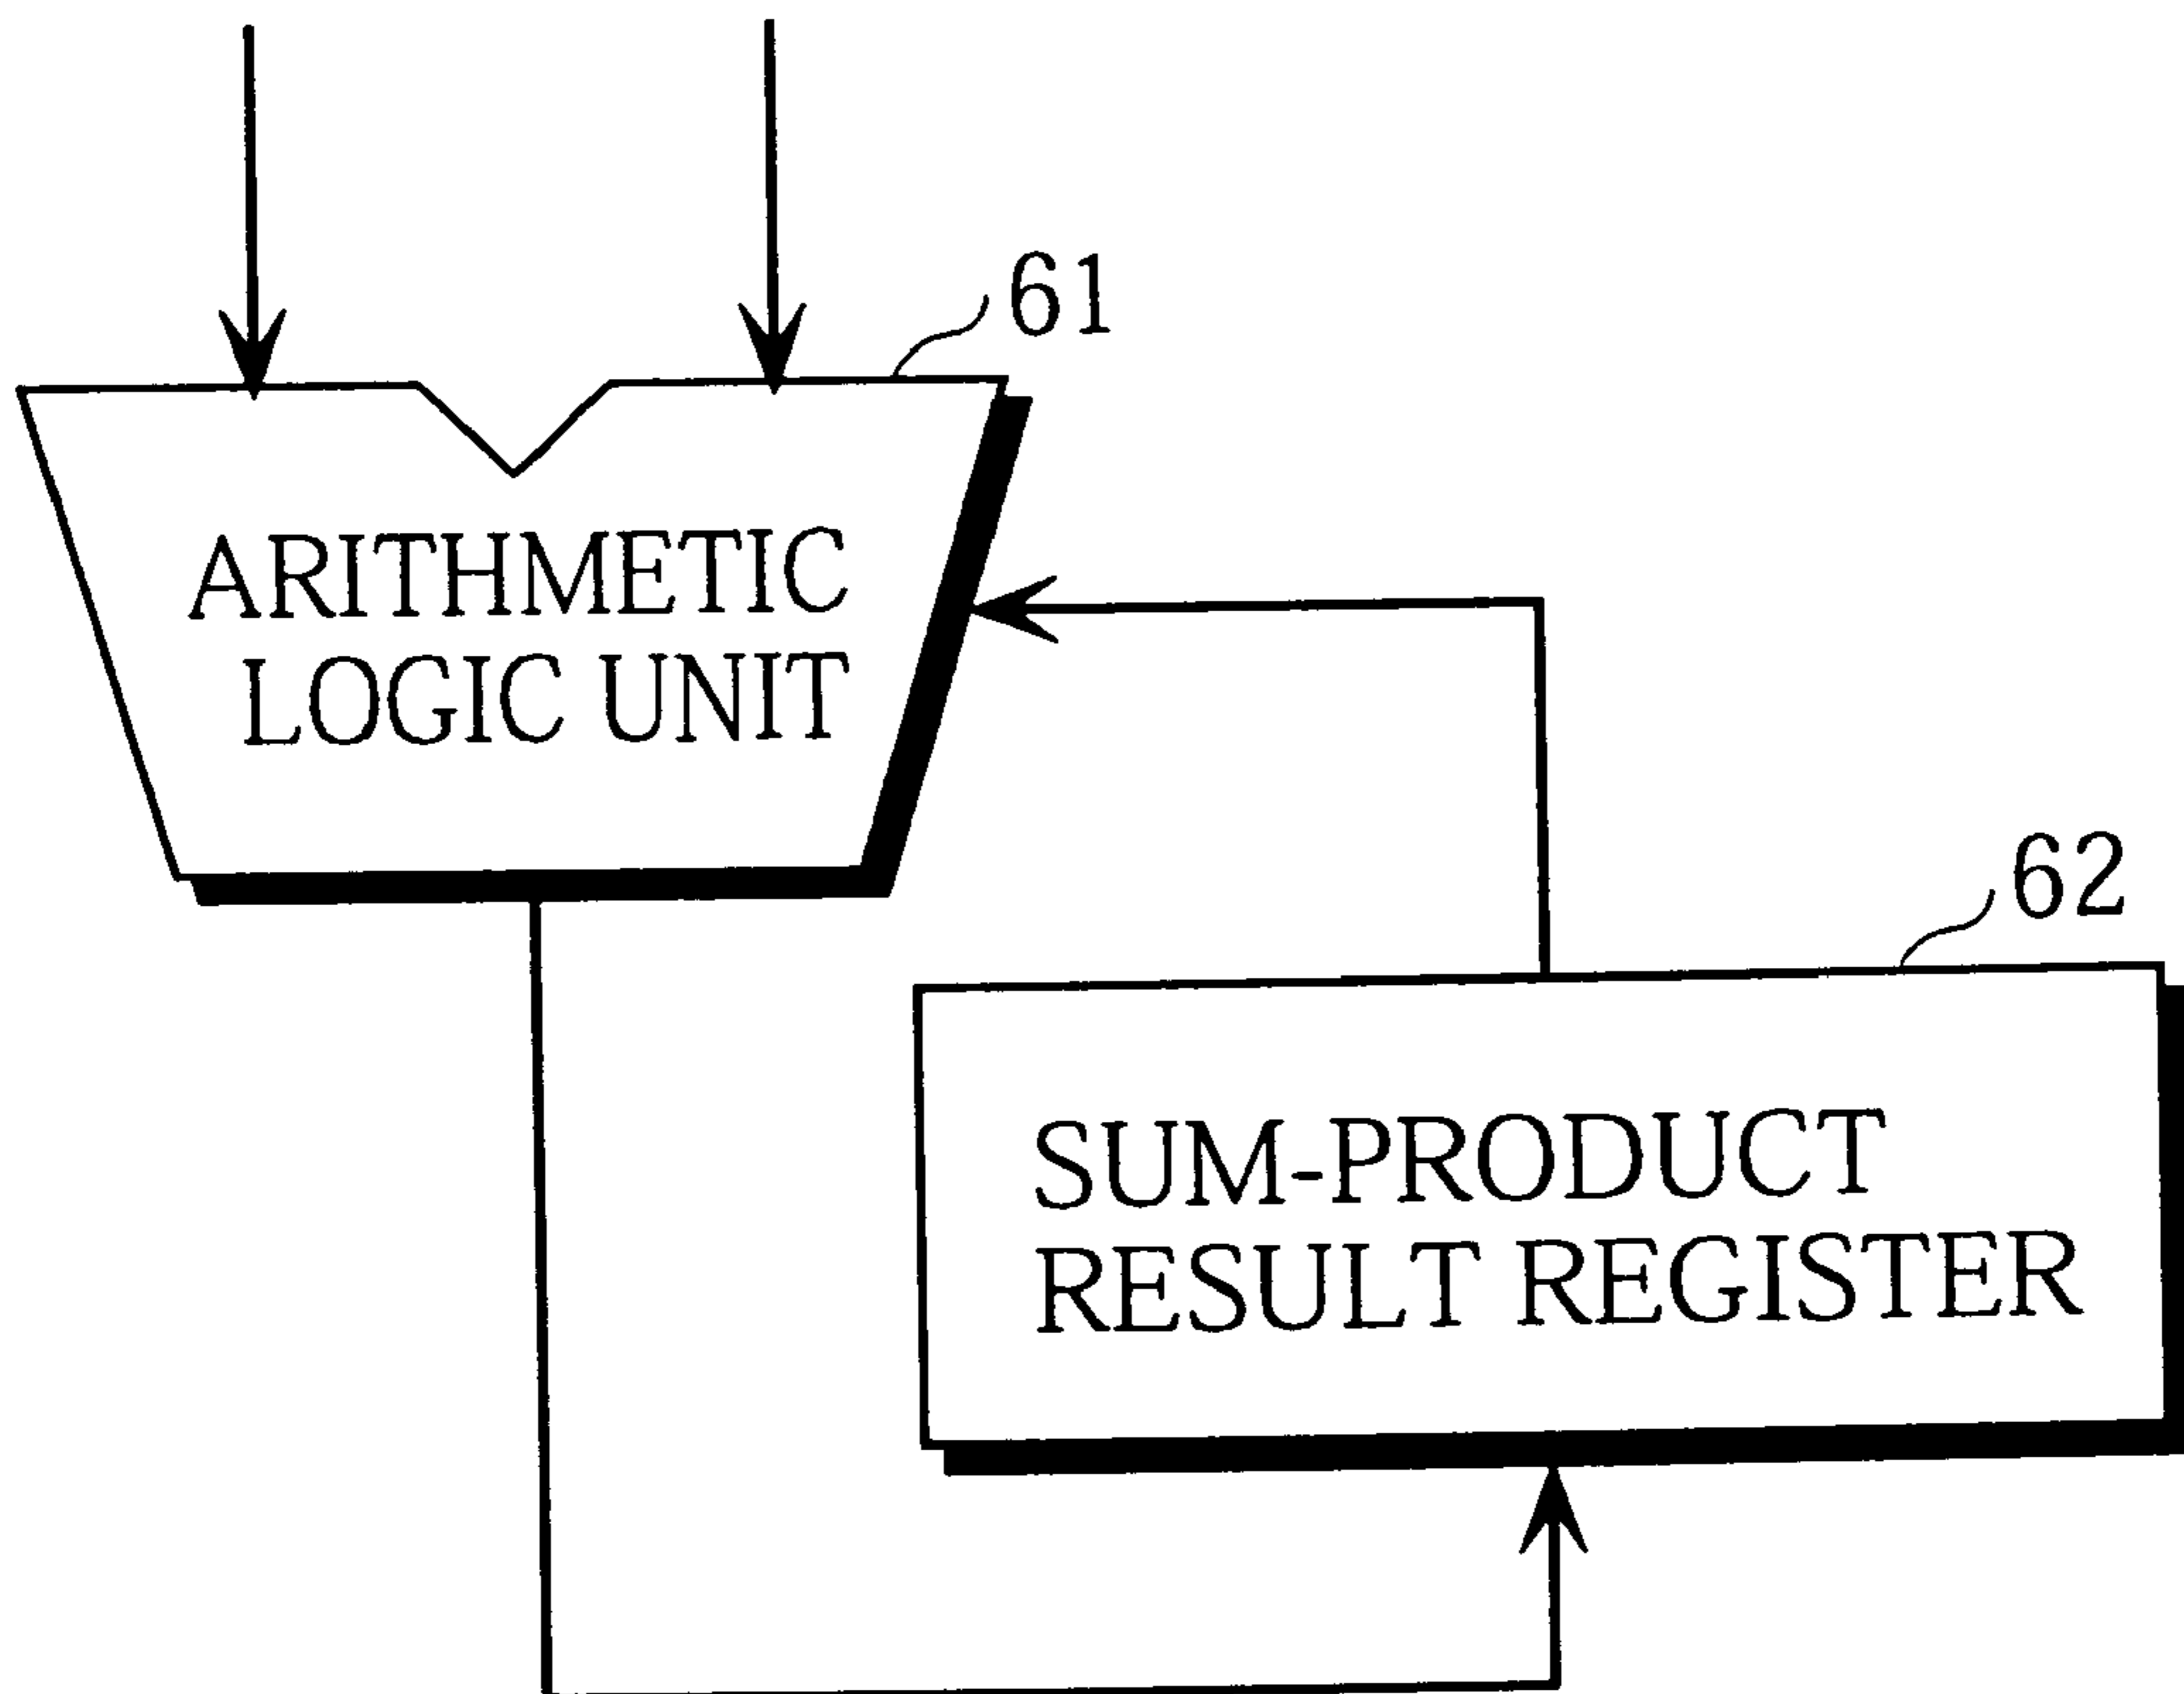 61
ARITHMETIC
LOGIC UNIT
62
SUM-PRODUCT
RESULT REGISTER